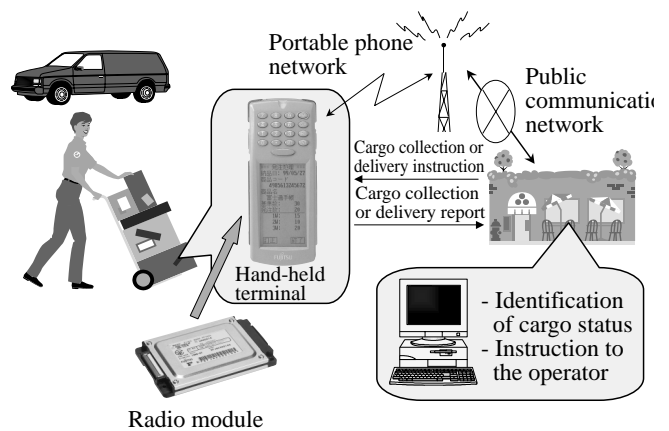 Portable phone
network
Public
communicatio
network
Cargo collection or
delivery instruction
Cargo collection
or delivery report
Hand-held
terminal
- Identification
of cargo status
- Instruction to
the operator
Radio module